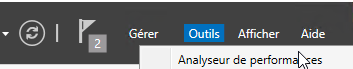 2 Gérer Outils Afficher Aide
Analyseur de performances